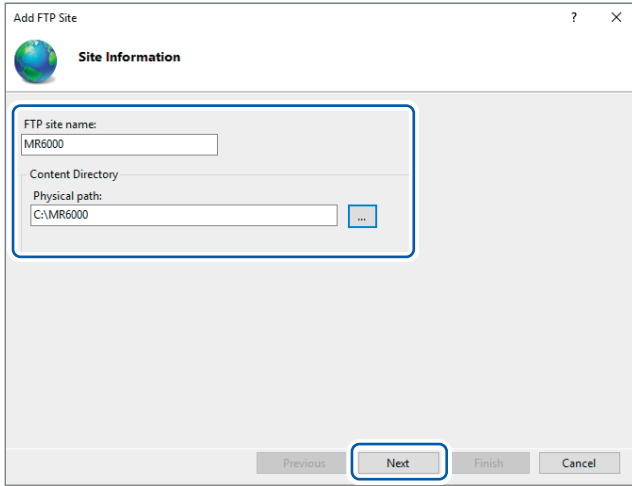 Add FTP Site
?
Site Information
FTP site name:
MR6000
Content Directory
Physical path:
C:\MR6000
...
Previous
Next
Finish
Cancel